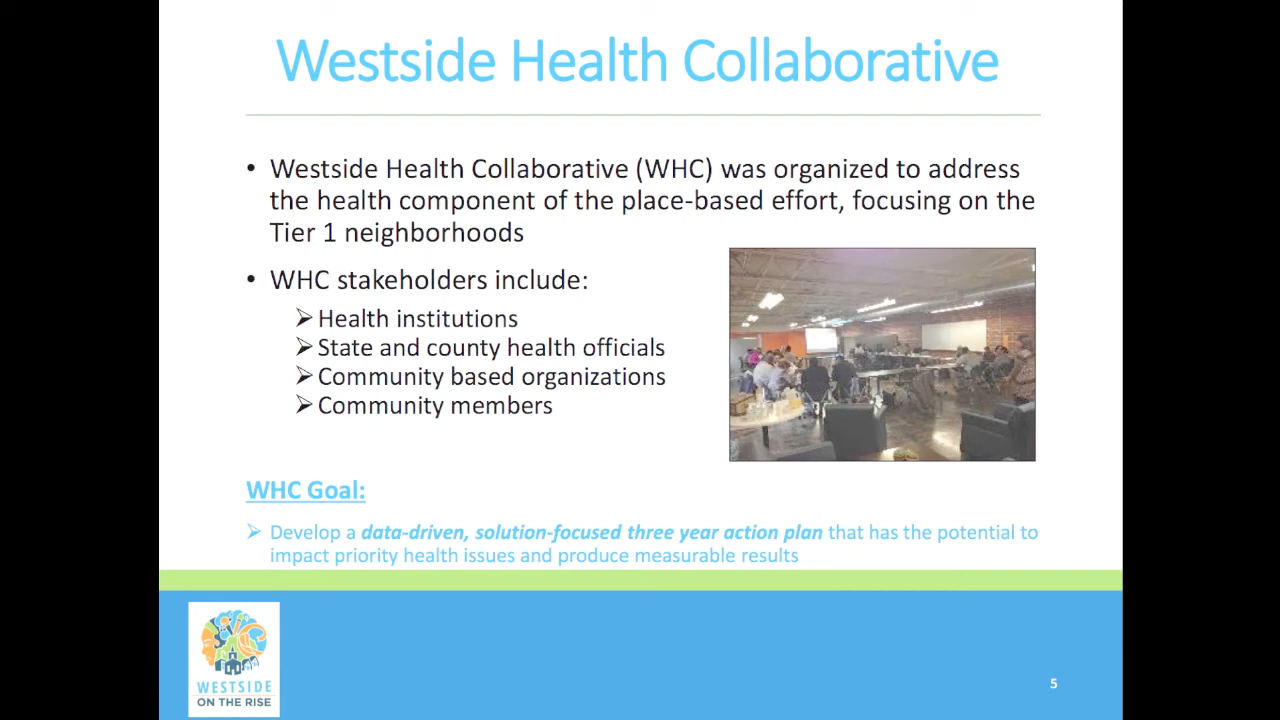 Westside Health Collaborative
• Westside Health Collaborative (WHC) was organized to address
the health component of the place-based effort, focusing on the
Tier 1 neighborhoods
• WHC stakeholders include:
➢ Health institutions
➢ State and county health officials
➢ Community based organizations
➢ Community members
WHC Goal:
➢ Develop a data-driven, solution-focused three year action plan that has the potential to
impact priority health issues and produce measurable results
WESTSIDE
ON THE RISE
5